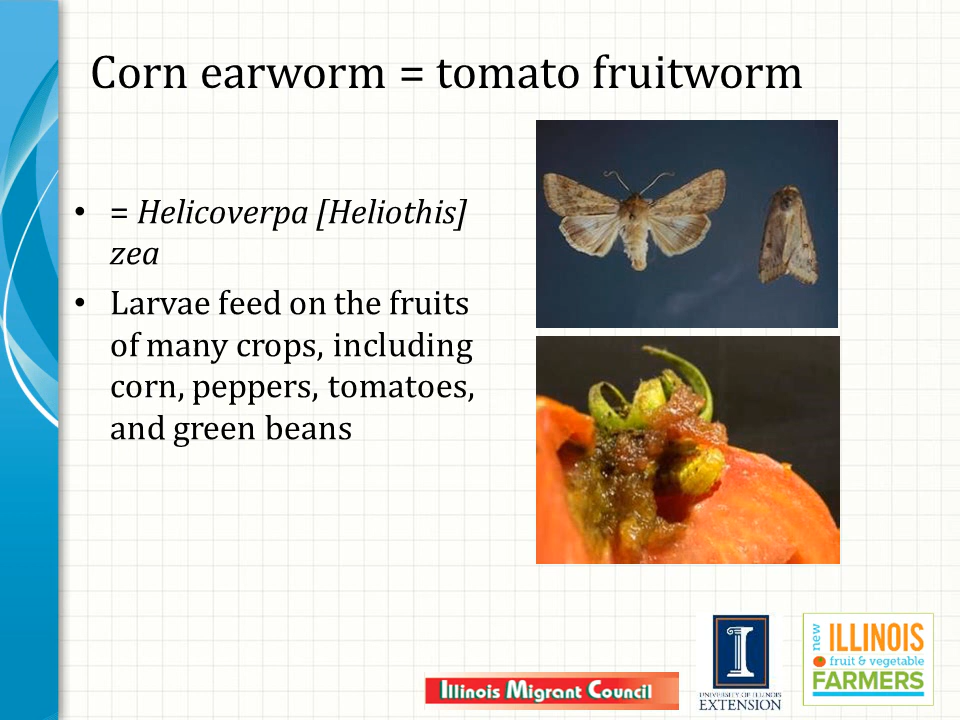 Corn earworm = tomato fruitworm
• = Helicoverpa [Heliothis]
zea
• Larvae feed on the fruits
of many crops, including
corn, peppers, tomatoes,
and green beans
Illinois Migrant Council
I
UNIVERSITY OF ILLINOIS
EXTENSION
new
ILLINOIS
fruit & vegetable
FARMERS